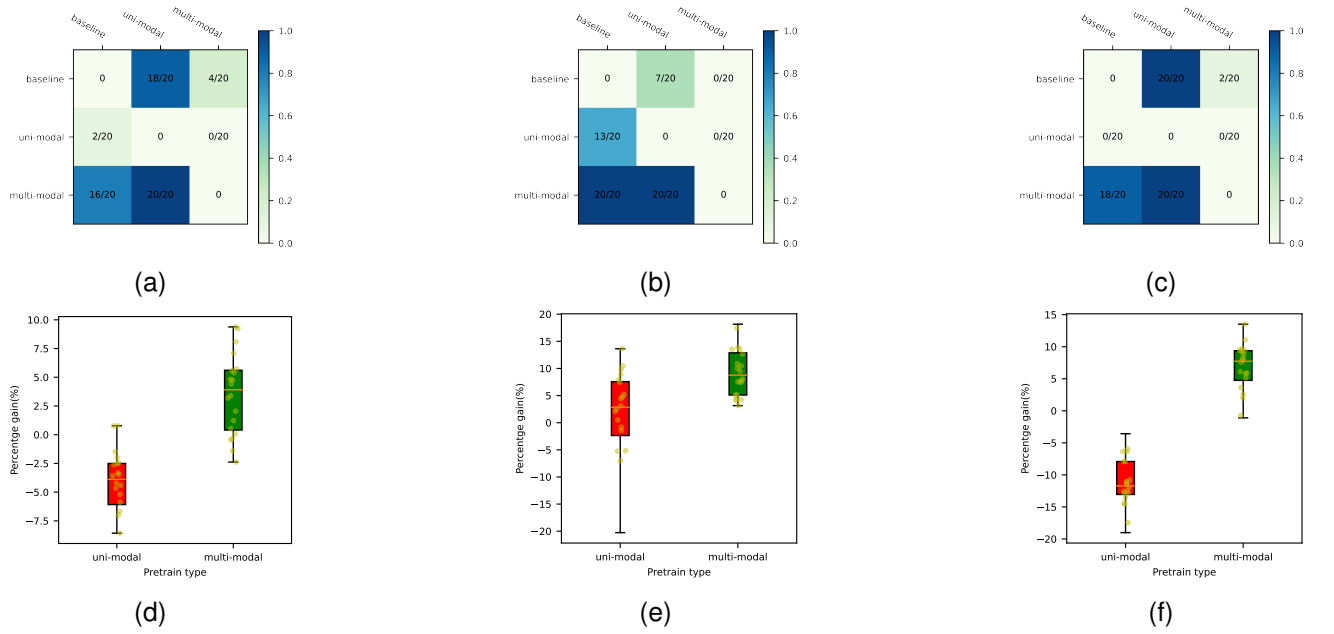 baseline uni-modal multi-modal
1.0
baseline 0 18/20 4/20
0.8
0.6
uni-modal 2/20 0 0/20
0.4
multi-modal 16/20 20/20 0
0.2
0.0
(a)
baseline uni-modal multi-modal
1.0
baseline 0 7/20 0/20
0.8
0.6
uni-modal 13/20 0 0/20
0.4
multi-modal 20/20 20/20 0
0.2
0.0
(b)
baseline uni-modal multi-modal
1.0
baseline 0 20/20 2/20
0.8
0.6
uni-modal 0/20 0 0/20
0.4
multi-modal 18/20 20/20 0
0.2
0.0
(c)
Percentge gain(%)
10.0
7.5
5.0
2.5
0.0
−2.5
−5.0
−7.5
uni-modal multi-modal
Pretrain type
(d)
Percentge gain(%)
20
15
10
5
0
−5
−10
−15
−20
uni-modal multi-modal
Pretrain type
(e)
Percentge gain(%)
15
10
5
0
−5
−10
−15
−20
uni-modal multi-modal
Pretrain type
(f)